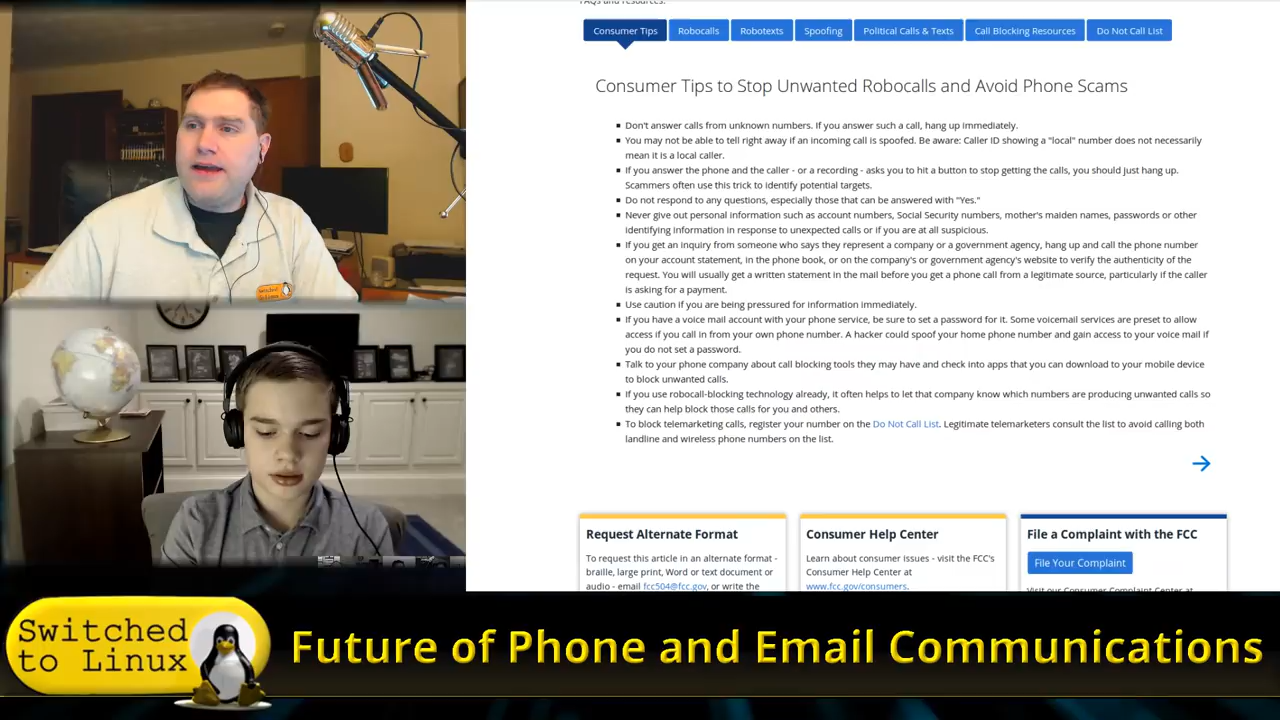 FAQs and resources.
Consumer Tips
Robocalls
Robotexts
Spoofing
Political Calls & Texts
Call Blocking Resources
Do Not Call List
Consumer Tips to Stop Unwanted Robocalls and Avoid Phone Scams
Don't answer calls from unknown numbers. If you answer such a call, hang up immediately.
You may not be able to tell right away if an incoming call is spoofed. Be aware: Caller ID showing a "local" number does not necessarily
mean it is a local caller.
If you answer the phone and the caller - or a recording - asks you to hit a button to stop getting the calls, you should just hang up.
Scammers often use this trick to identify potential targets.
Do not respond to any questions, especially those that can be answered with "Yes."
Never give out personal information such as account numbers, Social Security numbers, mother's maiden names, passwords or other
identifying information in response to unexpected calls or if you are at all suspicious.
If you get an inquiry from someone who says they represent a company or a government agency, hang up and call the phone number
on your account statement, in the phone book, or on the company's or government agency's website to verify the authenticity of the
request. You will usually get a written statement in the mail before you get a phone call from a legitimate source, particularly if the caller
is asking for a payment.
Use caution if you are being pressured for information immediately.
If you have a voice mail account with your phone service, be sure to set a password for it. Some voicemail services are preset to allow
access if you call in from your own phone number. A hacker could spoof your home phone number and gain access to your voice mail if
you do not set a password.
Talk to your phone company about call blocking tools they may have and check into apps that you can download to your mobile device
to block unwanted calls.
If you use robocall-blocking technology already, it often helps to let that company know which numbers are producing unwanted calls so
they can help block those calls for you and others.
To block telemarketing calls, register your number on the Do Not Call List. Legitimate telemarketers consult the list to avoid calling both
landline and wireless phone numbers on the list.
Request Alternate Format
To request this article in an alternate format -
braille, large print, Word or text document or
audio - email fcc504@fcc.gov, or write the
Consumer Help Center
Learn about consumer issues - visit the FCC's
Consumer Help Center at
www.fcc.gov/consumers.
File a Complaint with the FCC
File Your Complaint
Visit our Consumer Complaint Center at
Switched
to Linux
Future of Phone and Email Communications